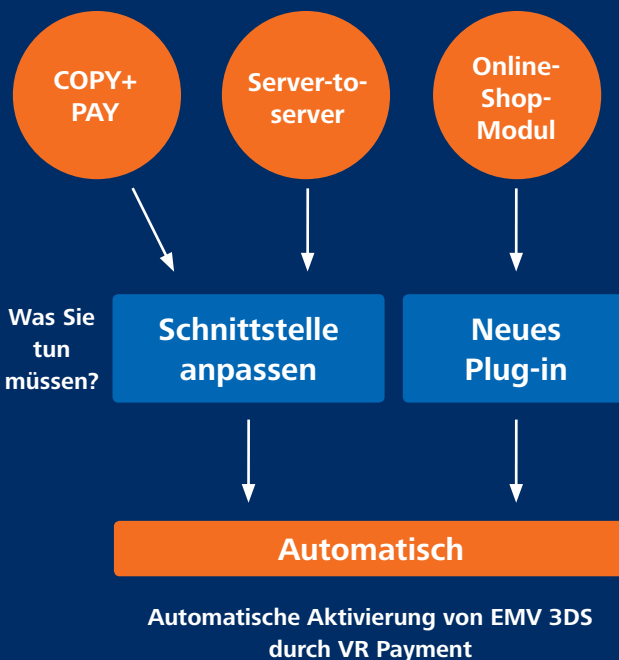 COPY+
PAY
Server-to-
server
Online-
Shop-
Modul
Was Sie
tun
müssen?
Schnittstelle
anpassen
Neues
Plug-in
Automatisch
Automatische Aktivierung von EMV 3DS
durch VR Payment